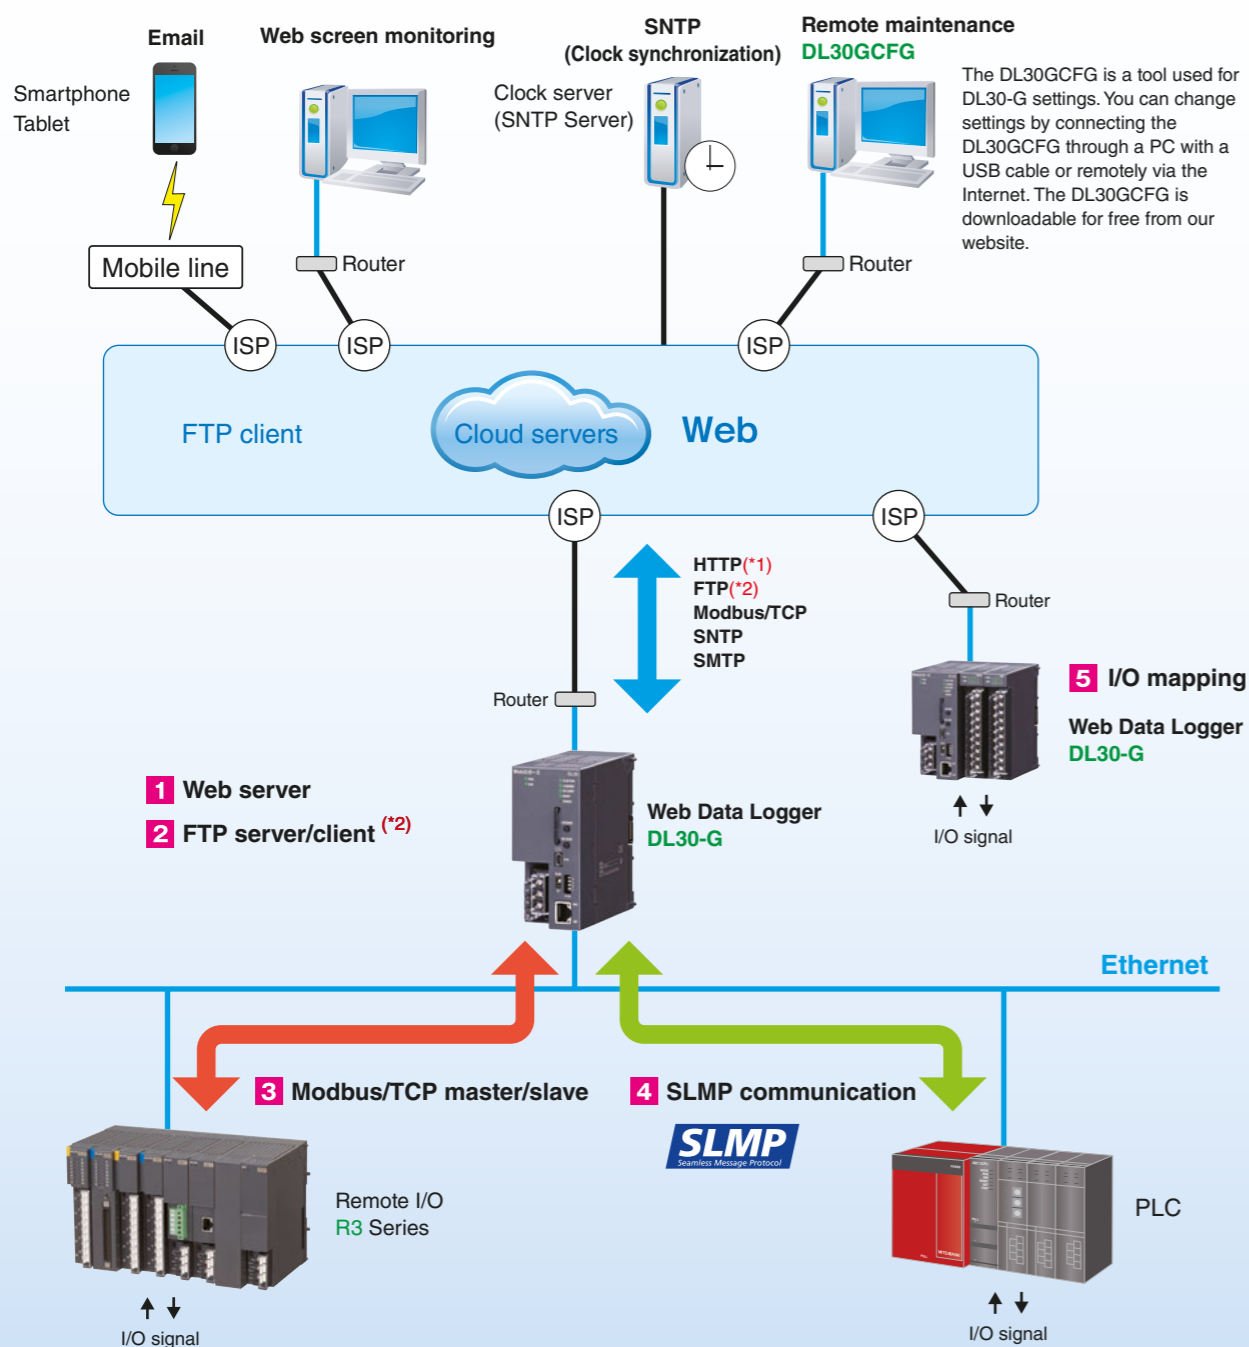 Email
Web screen monitoring
SNTP
(Clock synchronization)
Remote maintenance
DL30GCFG
Smartphone
Tablet
Clock server
(SNTP Server)
The DL30GCFG is a tool used for
DL30-G settings. You can change
settings by connecting the
DL30GCFG through a PC with a
USB cable or remotely via the
Internet. The DL30GCFG is
downloadable for free from our
website.
Mobile line
Router
Router
ISP
ISP
ISP
FTP client
Cloud servers
Web
ISP
ISP
HTTP(*1)
FTP(*2)
Modbus/TCP
SNTP
SMTP
Router
Router
5 I/O mapping
Web Data Logger
DL30-G
I/O signal
1 Web server
2 FTP server/client (*2)
Web Data Logger
DL30-G
Ethernet
3 Modbus/TCP master/slave
4 SLMP communication
SLMP
Seamless Message Protocol
Remote I/O
R3 Series
PLC
I/O signal
I/O signal